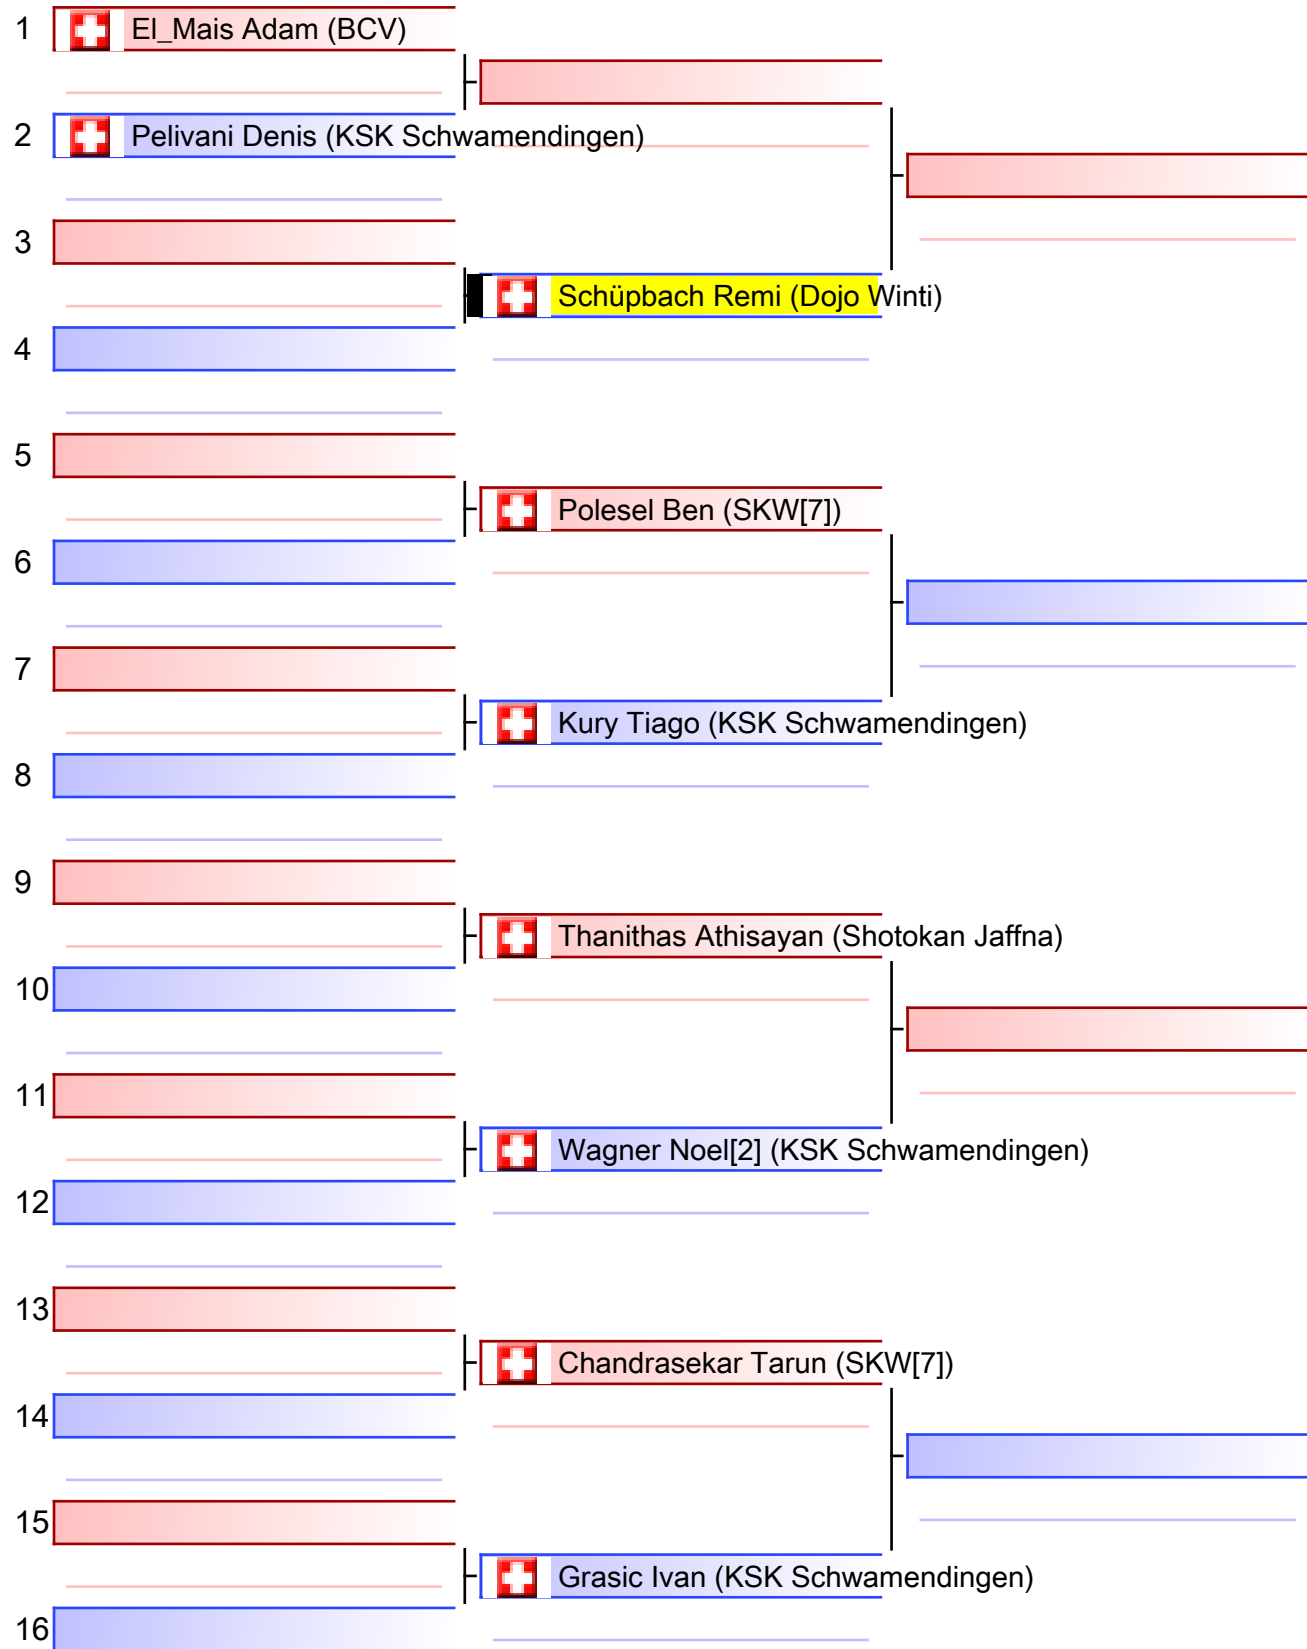 1 El_Mais Adam (BCV)
2 Pelivani Denis (KSK Schwamendingen)
3
Schüpbach Remi (Dojo Winti)
4
5
Polesel Ben (SKW[7])
6
7
Kury Tiago (KSK Schwamendingen)
8
9
Thanithas Athisayan (Shotokan Jaffna)
10
11
Wagner Noel[2] (KSK Schwamendingen)
12
13
Chandrasekar Tarun (SKW[7])
14
15
Grasic Ivan (KSK Schwamendingen)
16